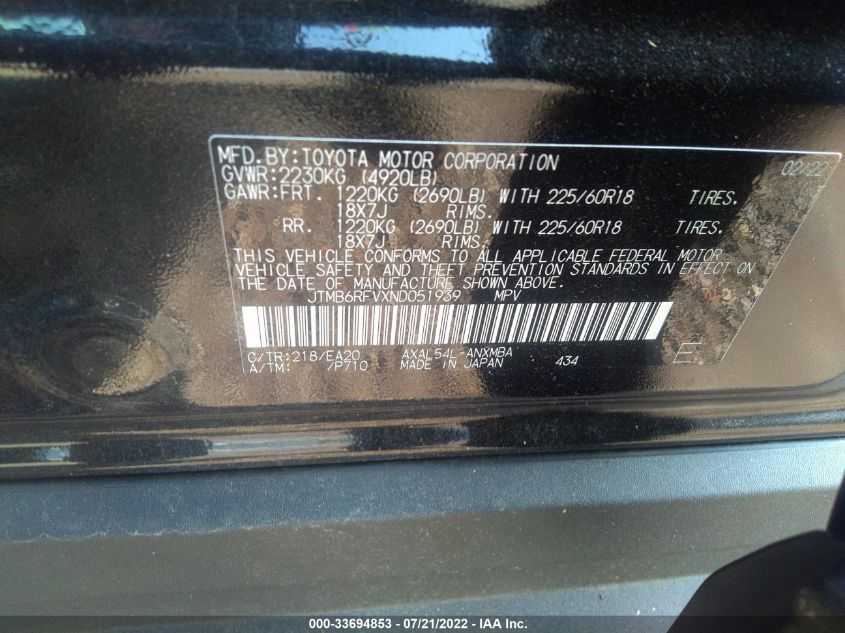 MFD.BY:TOYOTA MOTOR CORPORATION 02/22
GVWR:2230KG (4920LB)
GAWR:FRT. 1220KG (2690LB) WITH 225/60R18 TIRES.
18X7J RIMS.
RR. 1220KG (2690LB) WITH 225/60R18 TIRES.
18X7J RIMS.
THIS VEHICLE CONFORMS TO ALL APPLICABLE FEDERAL MOTOR
VEHICLE SAFETY AND THEFT PREVENTION STANDARDS IN EFFECT ON
THE DATE OF MANUFACTURE SHOWN ABOVE.
JTMB6RFVXND051939 MPV
C/TR:218/EA20 AXAL54L-ANXMBA E
A/TM: /P710 MADE IN JAPAN 434
000-33694853 - 07/21/2022 - IAA Inc.